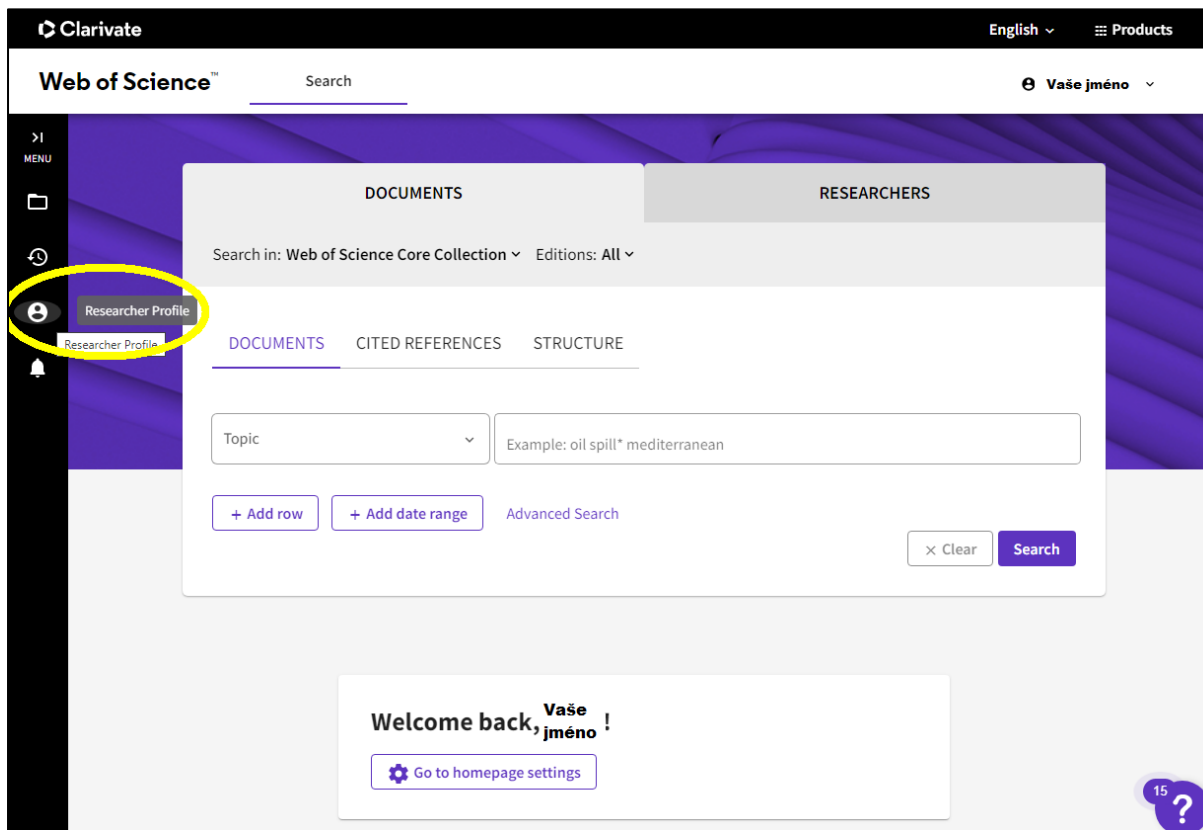 Clarivate
English
Products
Web of Science™
Search
Vaše jméno
MENU
DOCUMENTS
RESEARCHERS
Search in: Web of Science Core Collection Editions: All
Researcher Profile
Researcher Profile
DOCUMENTS
CITED REFERENCES
STRUCTURE
Topic
Example: oil spill* mediterranean
+ Add row
+ Add date range
Advanced Search
× Clear
Search
Welcome back, Vaše jméno !
Go to homepage settings
15
?